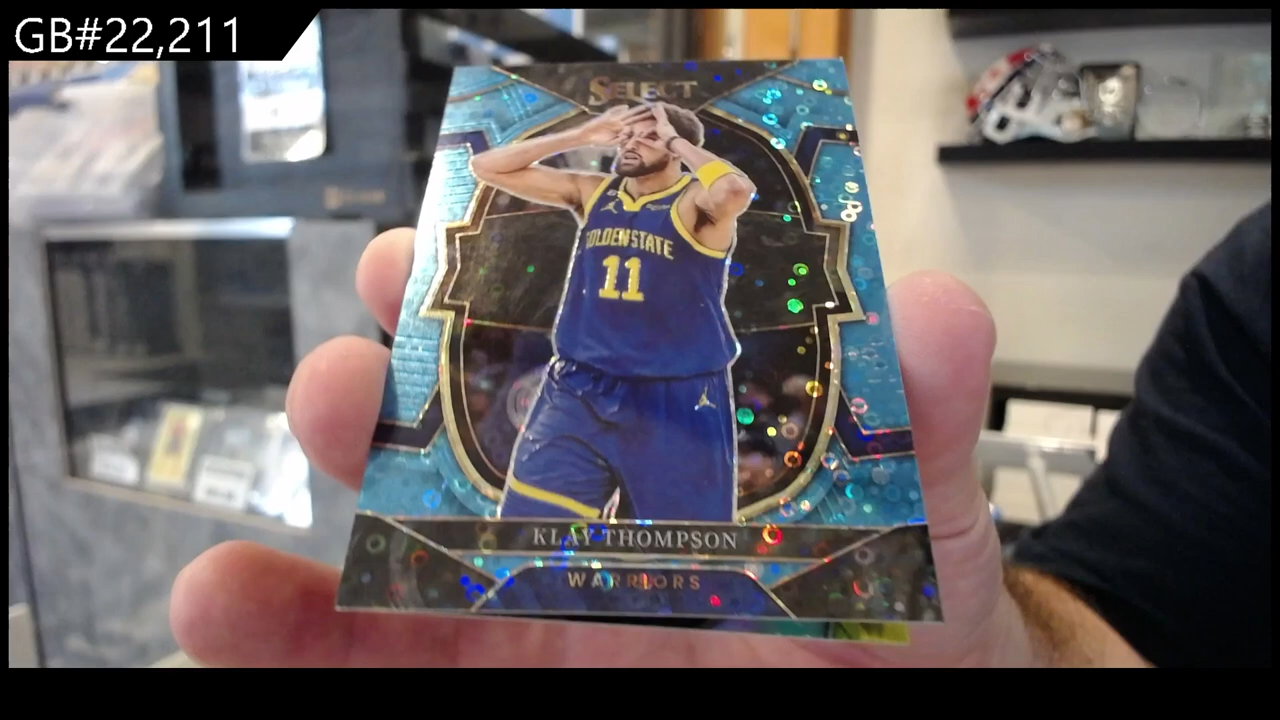 GB#22,211
SELECT
GOLDEN STATE
11
KLAY THOMPSON
WARRIORS